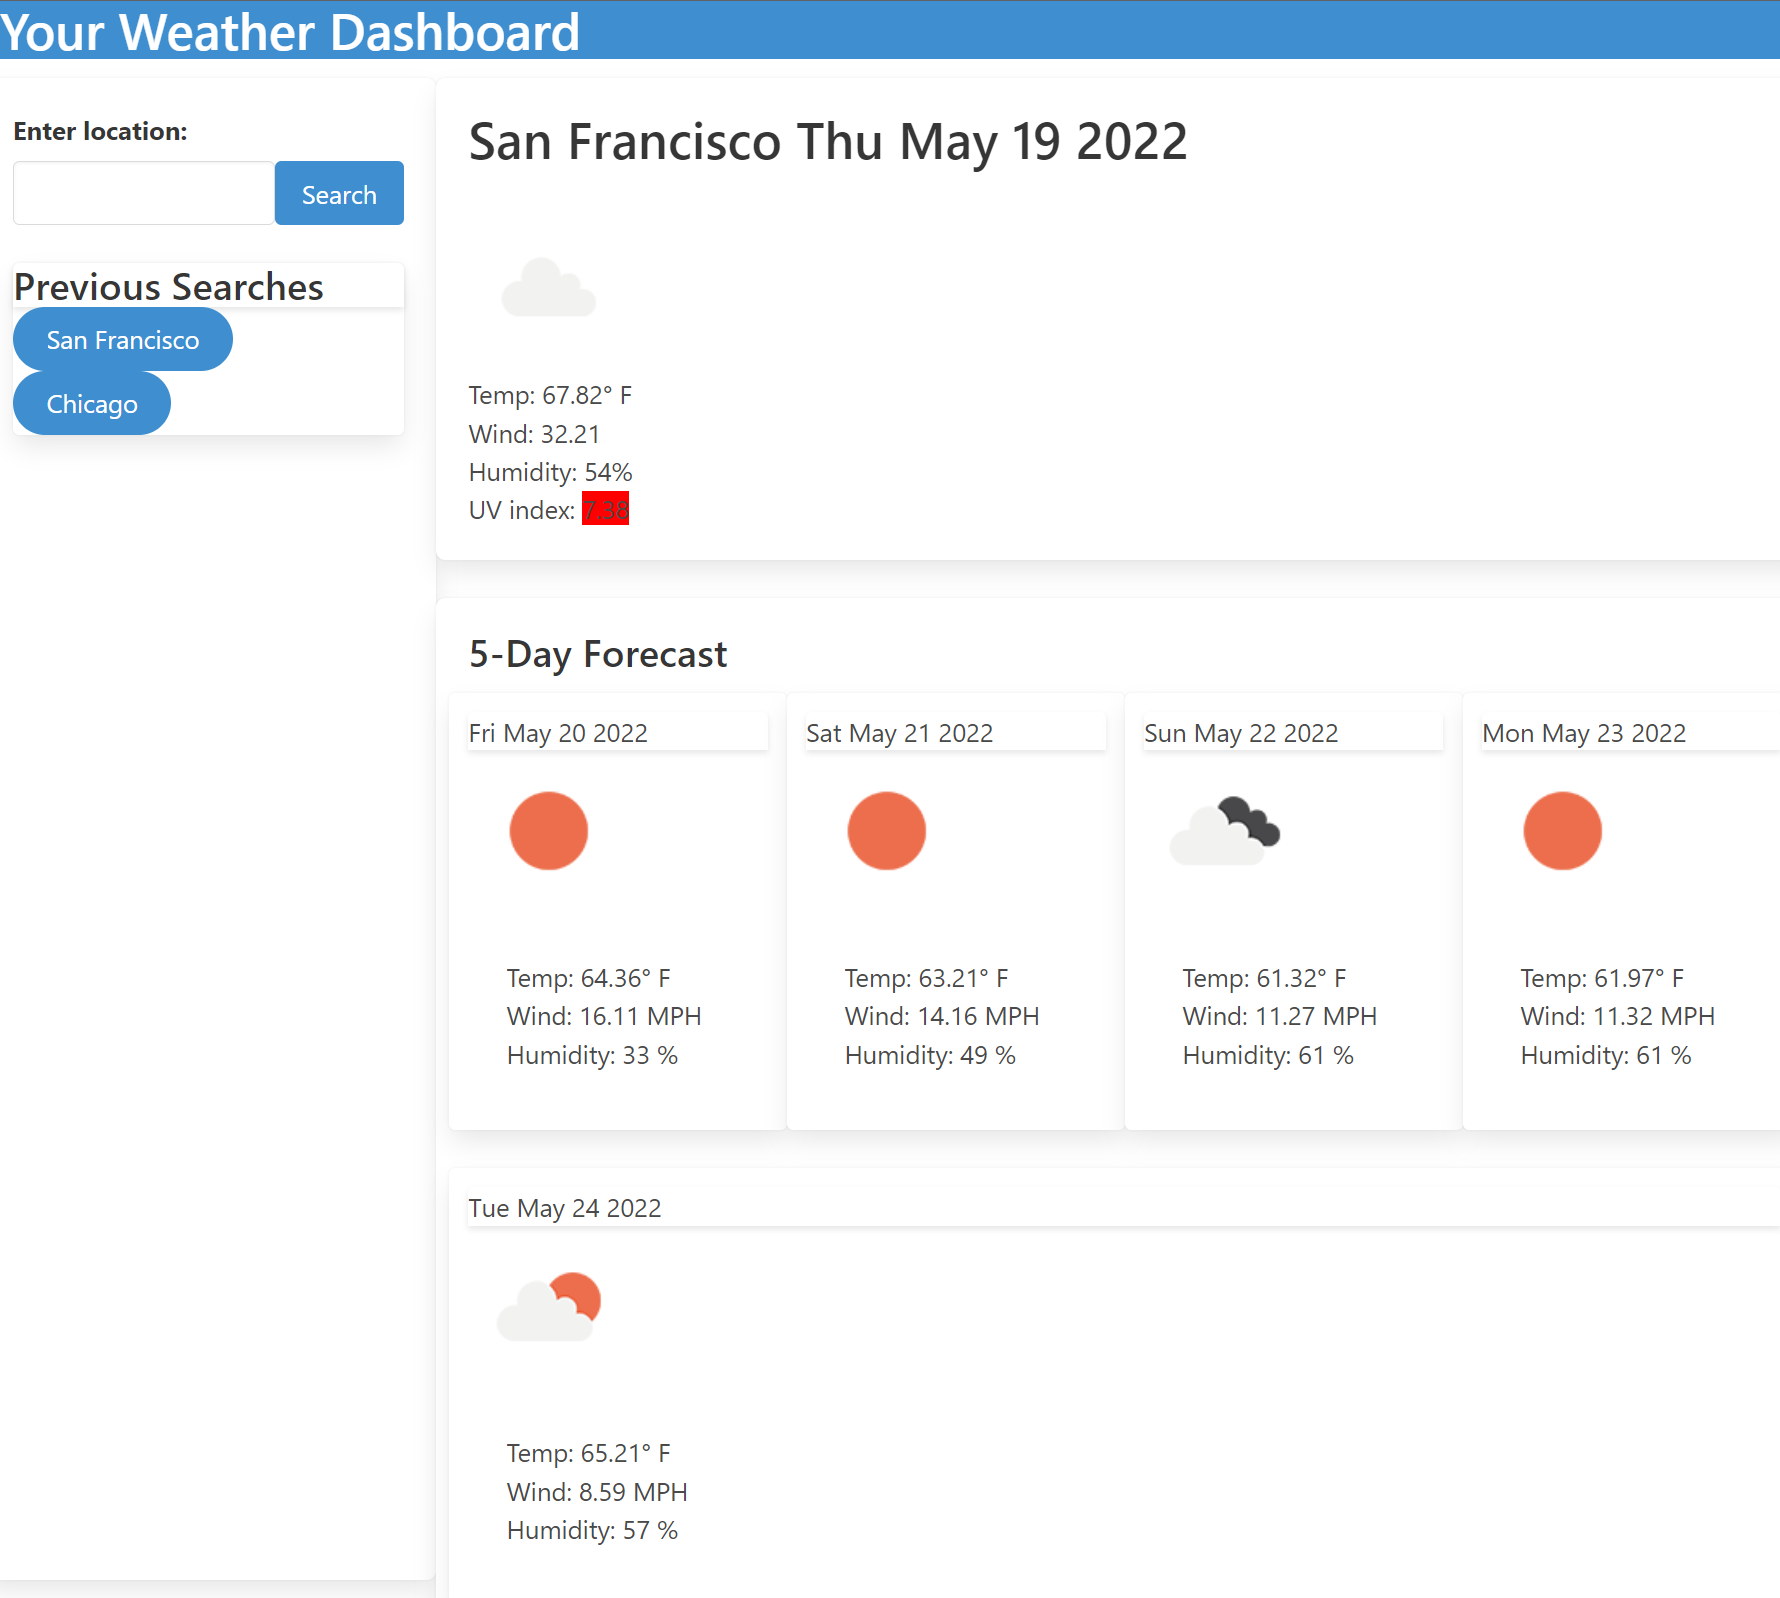 Your Weather Dashboard
Enter location:
Search
Previous Searches
San Francisco
Chicago
San Francisco Thu May 19 2022
Temp: 67.82° F
Wind: 32.21
Humidity: 54%
UV index: 7.38
5-Day Forecast
Fri May 20 2022
Temp: 64.36° F
Wind: 16.11 MPH
Humidity: 33 %
Sat May 21 2022
Temp: 63.21° F
Wind: 14.16 MPH
Humidity: 49 %
Sun May 22 2022
Temp: 61.32° F
Wind: 11.27 MPH
Humidity: 61 %
Mon May 23 2022
Temp: 61.97° F
Wind: 11.32 MPH
Humidity: 61 %
Tue May 24 2022
Temp: 65.21° F
Wind: 8.59 MPH
Humidity: 57 %